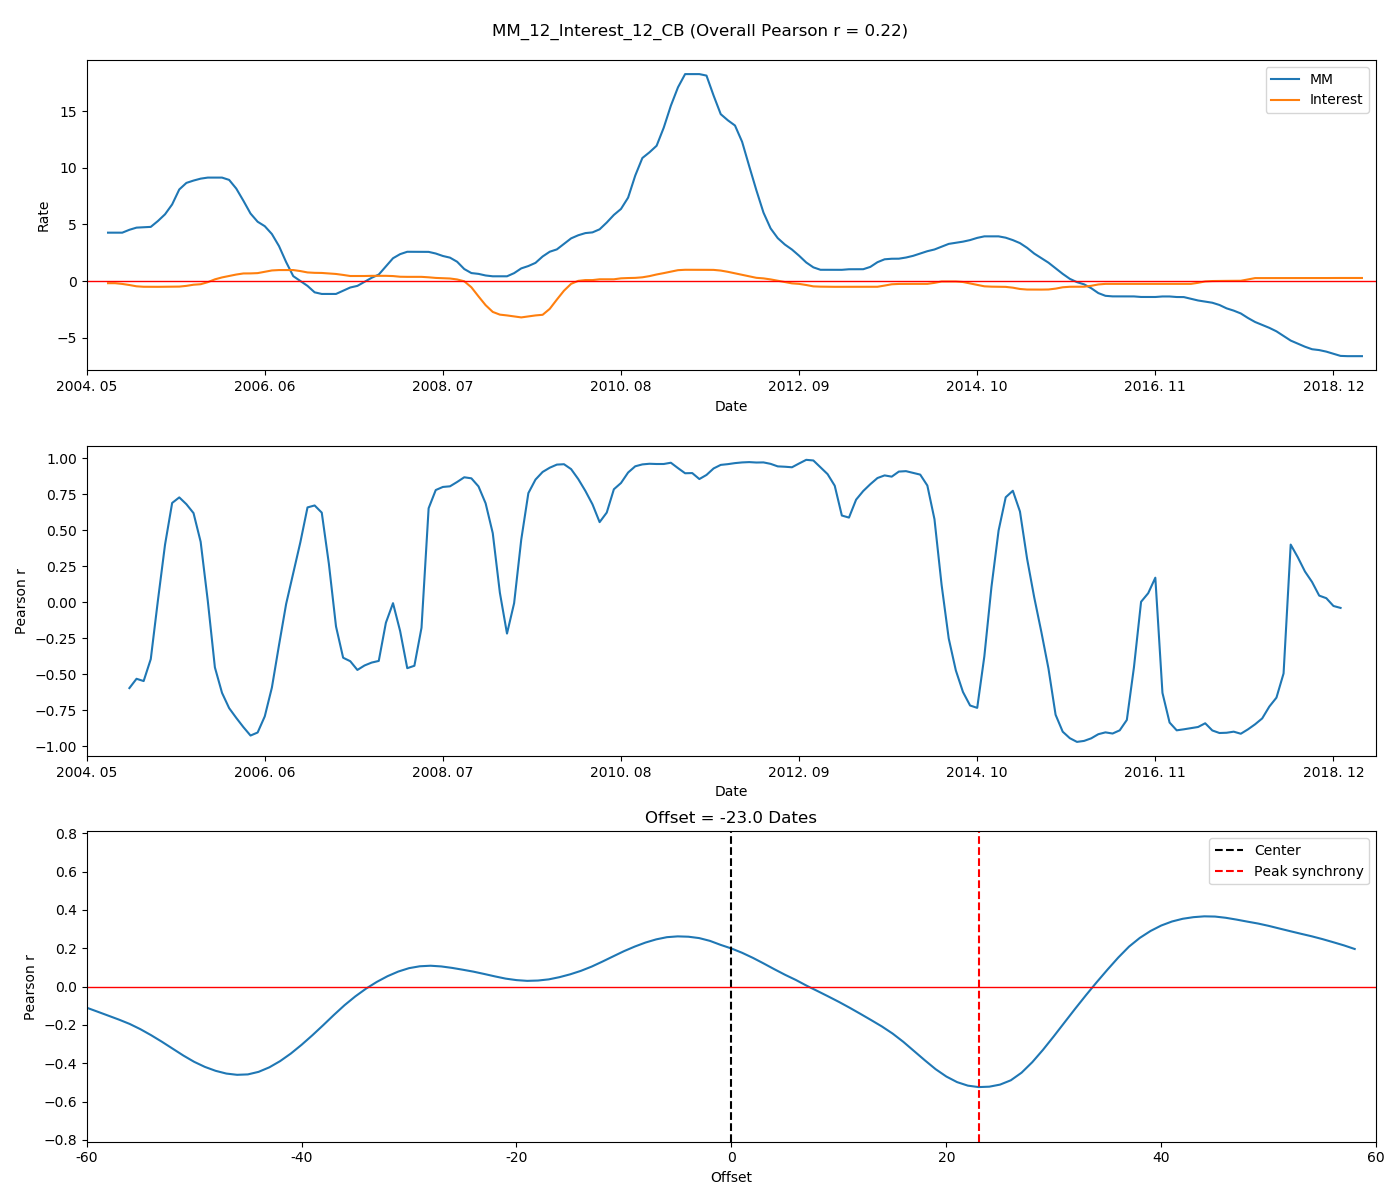 MM_12_Interest_12_CB (Overall Pearson r = 0.22)
MM
Interest
15
10
5
0
−5
Rate
2004. 05 2006. 06 2008. 07 2010. 08 2012. 09 2014. 10 2016. 11 2018. 12
Date
1.00
0.75
0.50
0.25
0.00
−0.25
−0.50
−0.75
−1.00
Pearson r
2004. 05 2006. 06 2008. 07 2010. 08 2012. 09 2014. 10 2016. 11 2018. 12
Date
Offset = -23.0 Dates
Center
Peak synchrony
0.8
0.6
0.4
0.2
0.0
−0.2
−0.4
−0.6
−0.8
Pearson r
-60 -40 -20 0 20 40 60
Offset